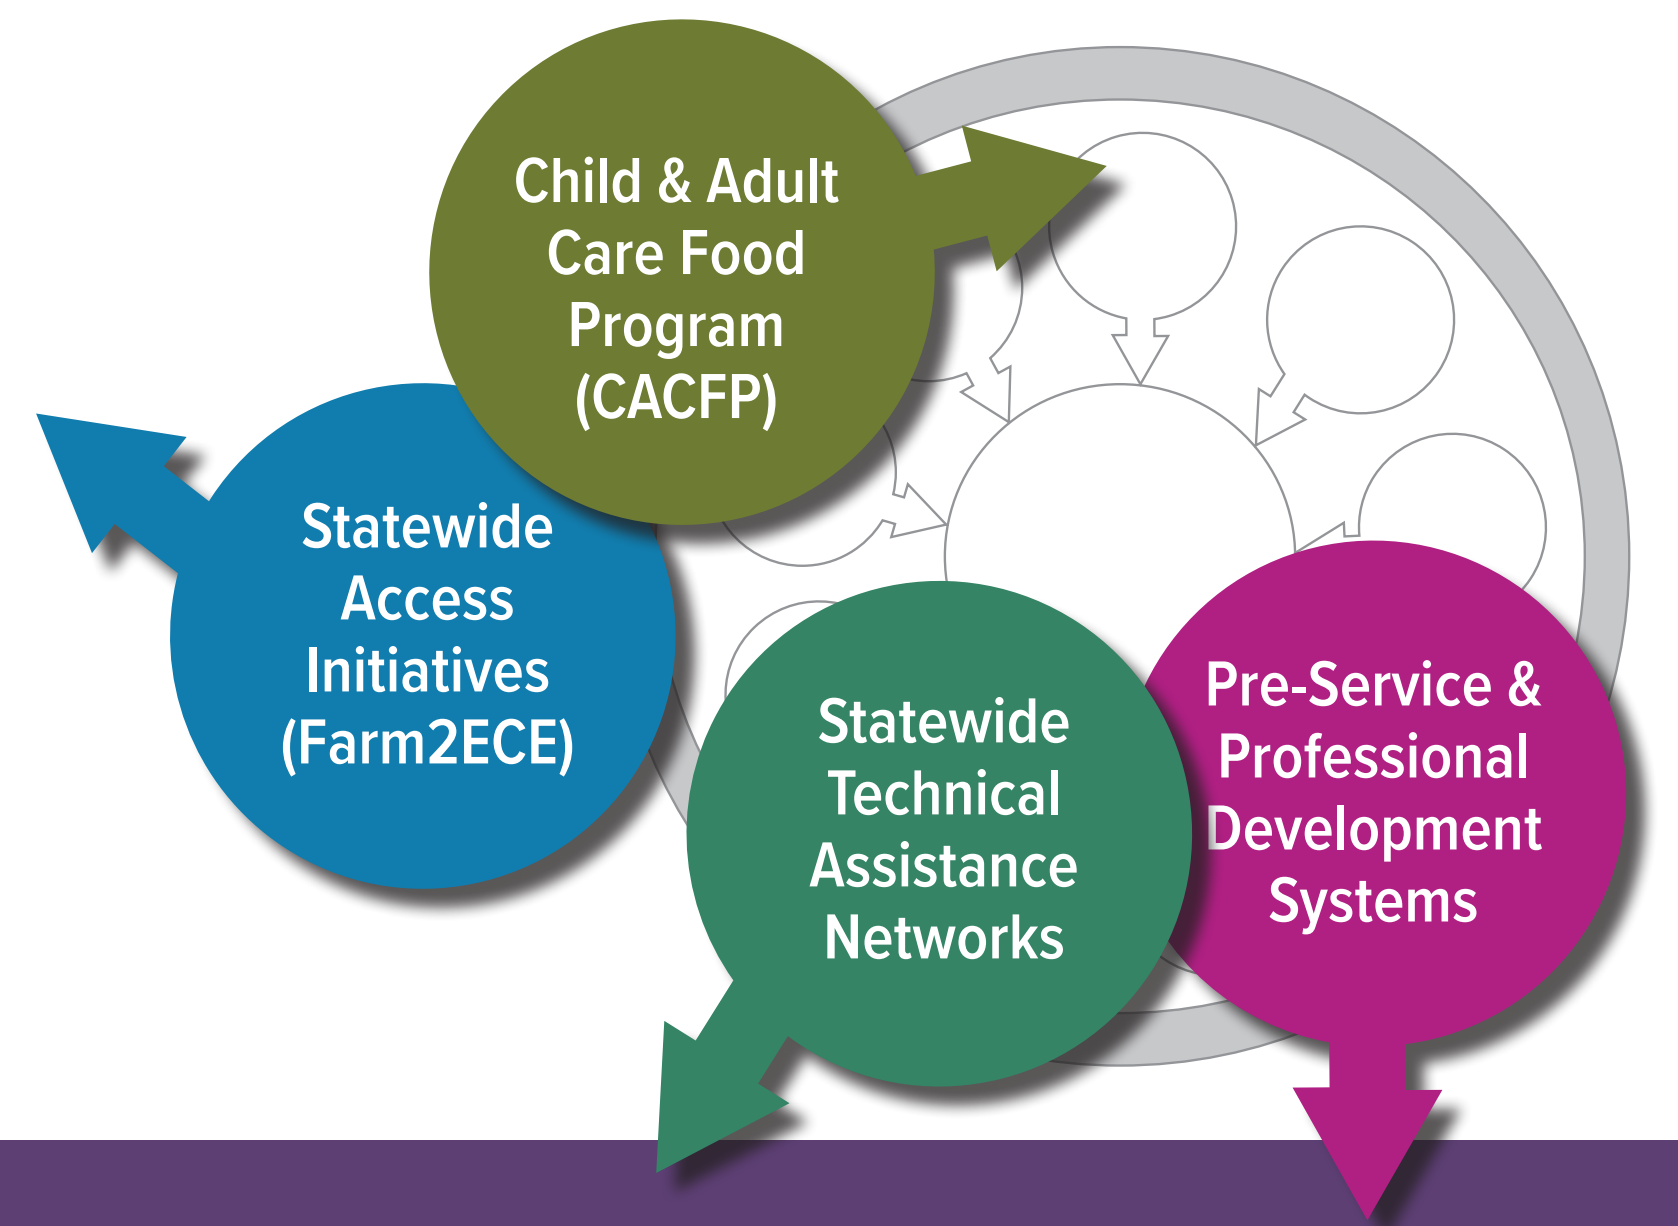 Child & Adult
Care Food
Program
(CACFP)
Statewide
Access
Initiatives
(Farm2ECE)
Statewide
Technical
Assistance
Networks
Pre-Service &
Professional
Development
Systems